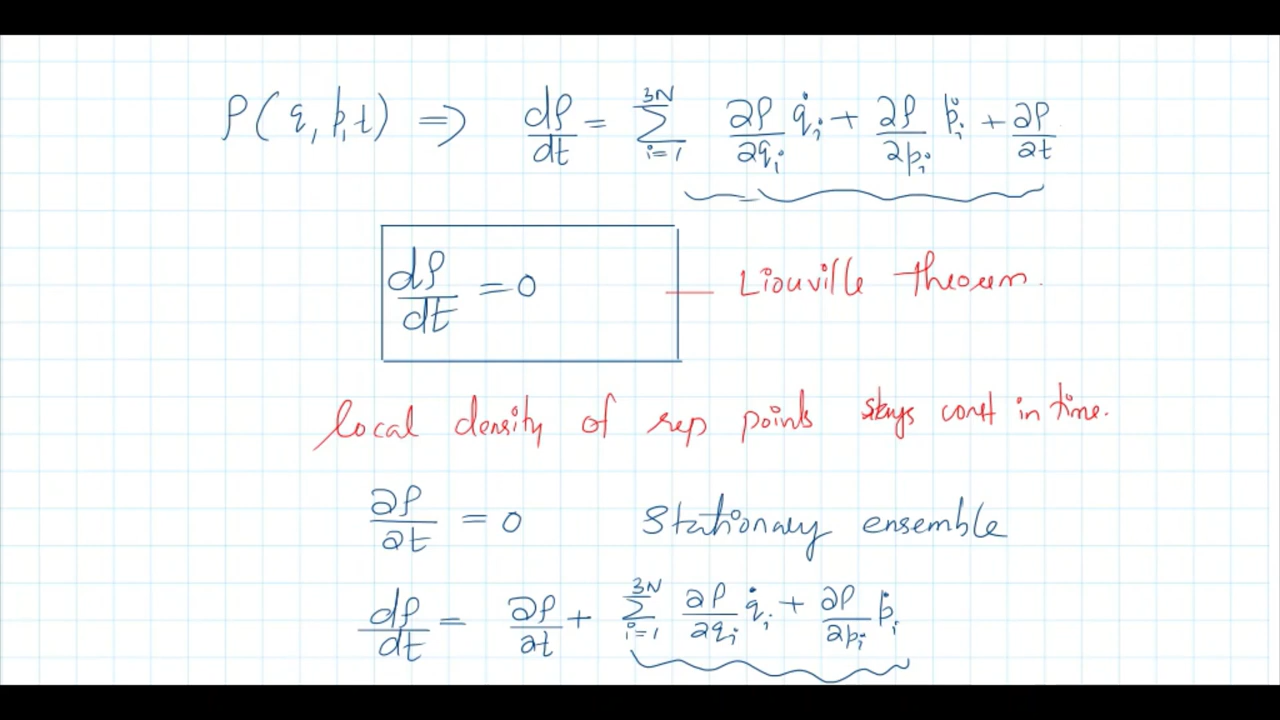 ρ(q, p, t) ⇒ dρ/dt = Σ_{i=1}^{3N} ∂ρ/∂q_i q̇_i + ∂ρ/∂p_i ṗ_i + ∂ρ/∂t
dρ/dt = 0 — Liouville theorem.
local density of rep points stays const in time.
∂ρ/∂t = 0 Stationary ensemble
dρ/dt = ∂ρ/∂t + Σ_{i=1}^{3N} ∂ρ/∂q_i q̇_i + ∂ρ/∂p_i ṗ_i